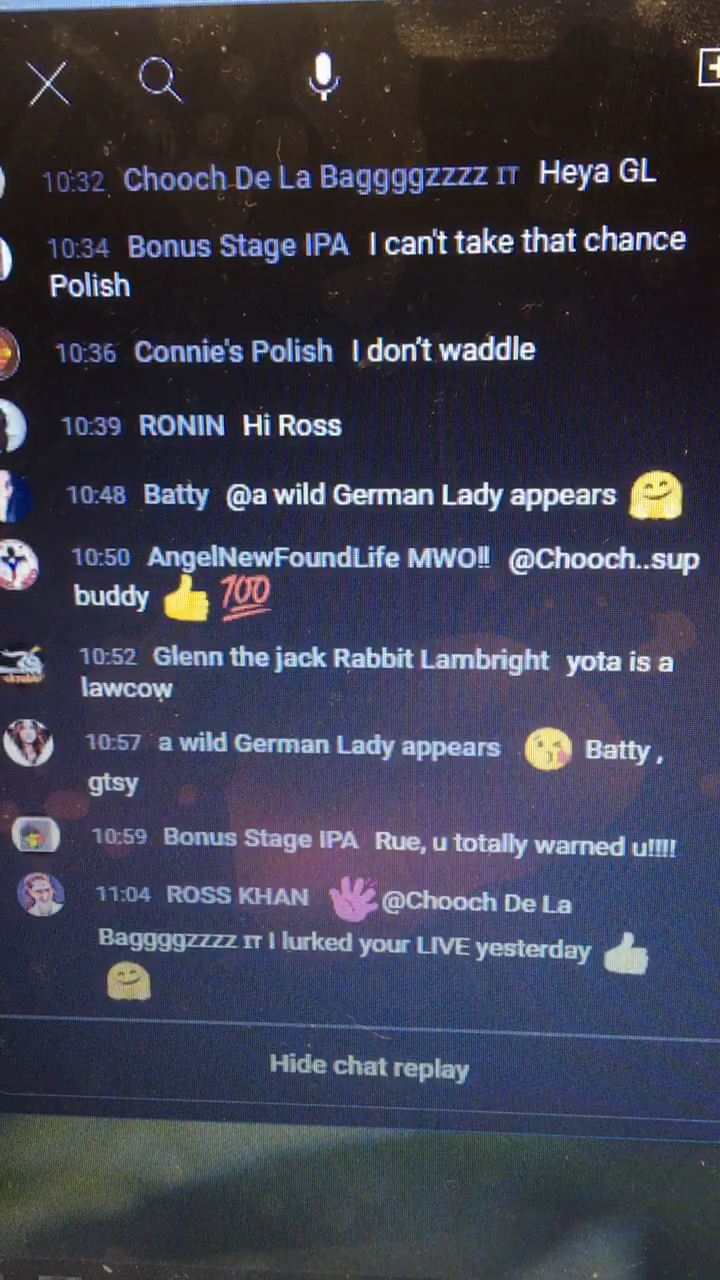 10:32 Chooch De La Baggggzzzz IT Heya GL
10:34 Bonus Stage IPA I can't take that chance
Polish
10:36 Connie's Polish I don't waddle
10:39 RONIN Hi Ross
10:48 Batty @a wild German Lady appears 🤗
10:50 AngelNewFoundLife MWO!! @Chooch..sup
buddy 👍 💯
10:52 Glenn the jack Rabbit Lambright yota is a
lawcow
10:57 a wild German Lady appears 😘 Batty ,
gtsy
10:59 Bonus Stage IPA Rue, u totally warned u!!!!
11:04 ROSS KHAN 👋 @Chooch De La
Baggggzzzz IT I lurked your LIVE yesterday 👍
🤗
Hide chat replay